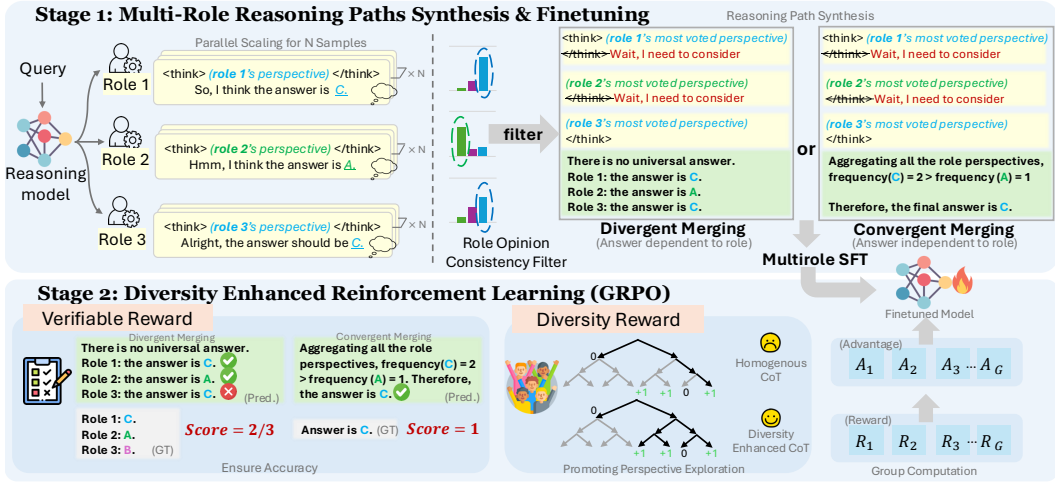 Stage 1: Multi-Role Reasoning Paths Synthesis & Finetuning
Reasoning Path Synthesis
Query
Reasoning
model
Role 1
Role 2
Role 3
Parallel Scaling for N Samples
<think> (role 1's perspective) </think>
So, I think the answer is C.
× N
<think> (role 2's perspective) </think>
Hmm, I think the answer is A.
× N
<think> (role 3's perspective) </think>
Alright, the answer should be C.
× N
Role Opinion
Consistency Filter
filter
<think> (role 1's most voted perspective)
</think>Wait, I need to consider
(role 2's most voted perspective)
</think>Wait, I need to consider
(role 3's most voted perspective)
</think>
There is no universal answer.
Role 1: the answer is C.
Role 2: the answer is A.
Role 3: the answer is C.
Divergent Merging
(Answer dependent to role)
or
<think> (role 1's most voted perspective)
</think>Wait, I need to consider
(role 2's most voted perspective)
</think>Wait, I need to consider
(role 3's most voted perspective)
</think>
Aggregating all the role perspectives,
frequency(C) = 2 > frequency (A) = 1
Therefore, the final answer is C.
Convergent Merging
(Answer independent to role)
Multirole SFT
Finetuned Model
Stage 2: Diversity Enhanced Reinforcement Learning (GRPO)
Verifiable Reward
Divergent Merging
There is no universal answer.
Role 1: the answer is C.
Role 2: the answer is A.
Role 3: the answer is C.
(Pred.)
Role 1: C.
Role 2: A.
Role 3: B. (GT)
Score = 2/3
Convergent Merging
Aggregating all the role
perspectives, frequency(C) = 2
> frequency (A) = 1. Therefore,
the answer is C.
(Pred.)
Answer is C. (GT)
Score = 1
Ensure Accuracy
Diversity Reward
0
+1 +1 0 +1
Homogenous
CoT
0
+1 +1 0 +1
Diversity
Enhanced CoT
Promoting Perspective Exploration
(Advantage)
A1 A2 A3 ... AG
(Reward)
R1 R2 R3 ... RG
Group Computation